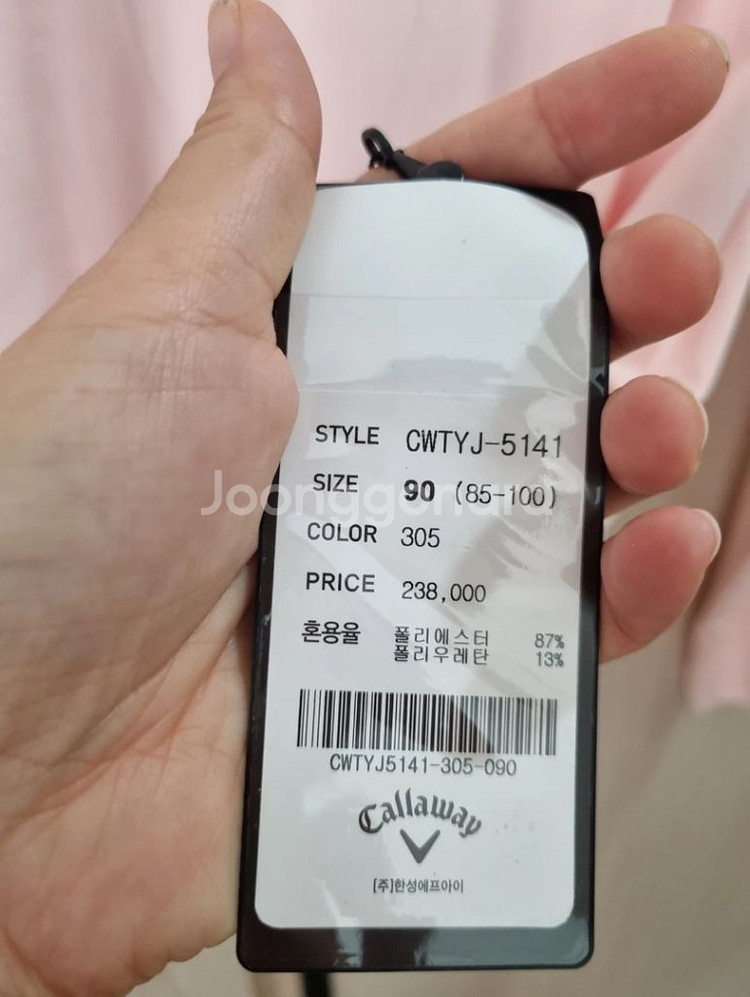 STYLE CWTYJ-5141
SIZE 90 (85-100)
COLOR 305
PRICE 238,000
혼용율 폴리에스터 87%
폴리우레탄 13%
CWTYJ5141-305-090
Callaway
[주]한성에프아이